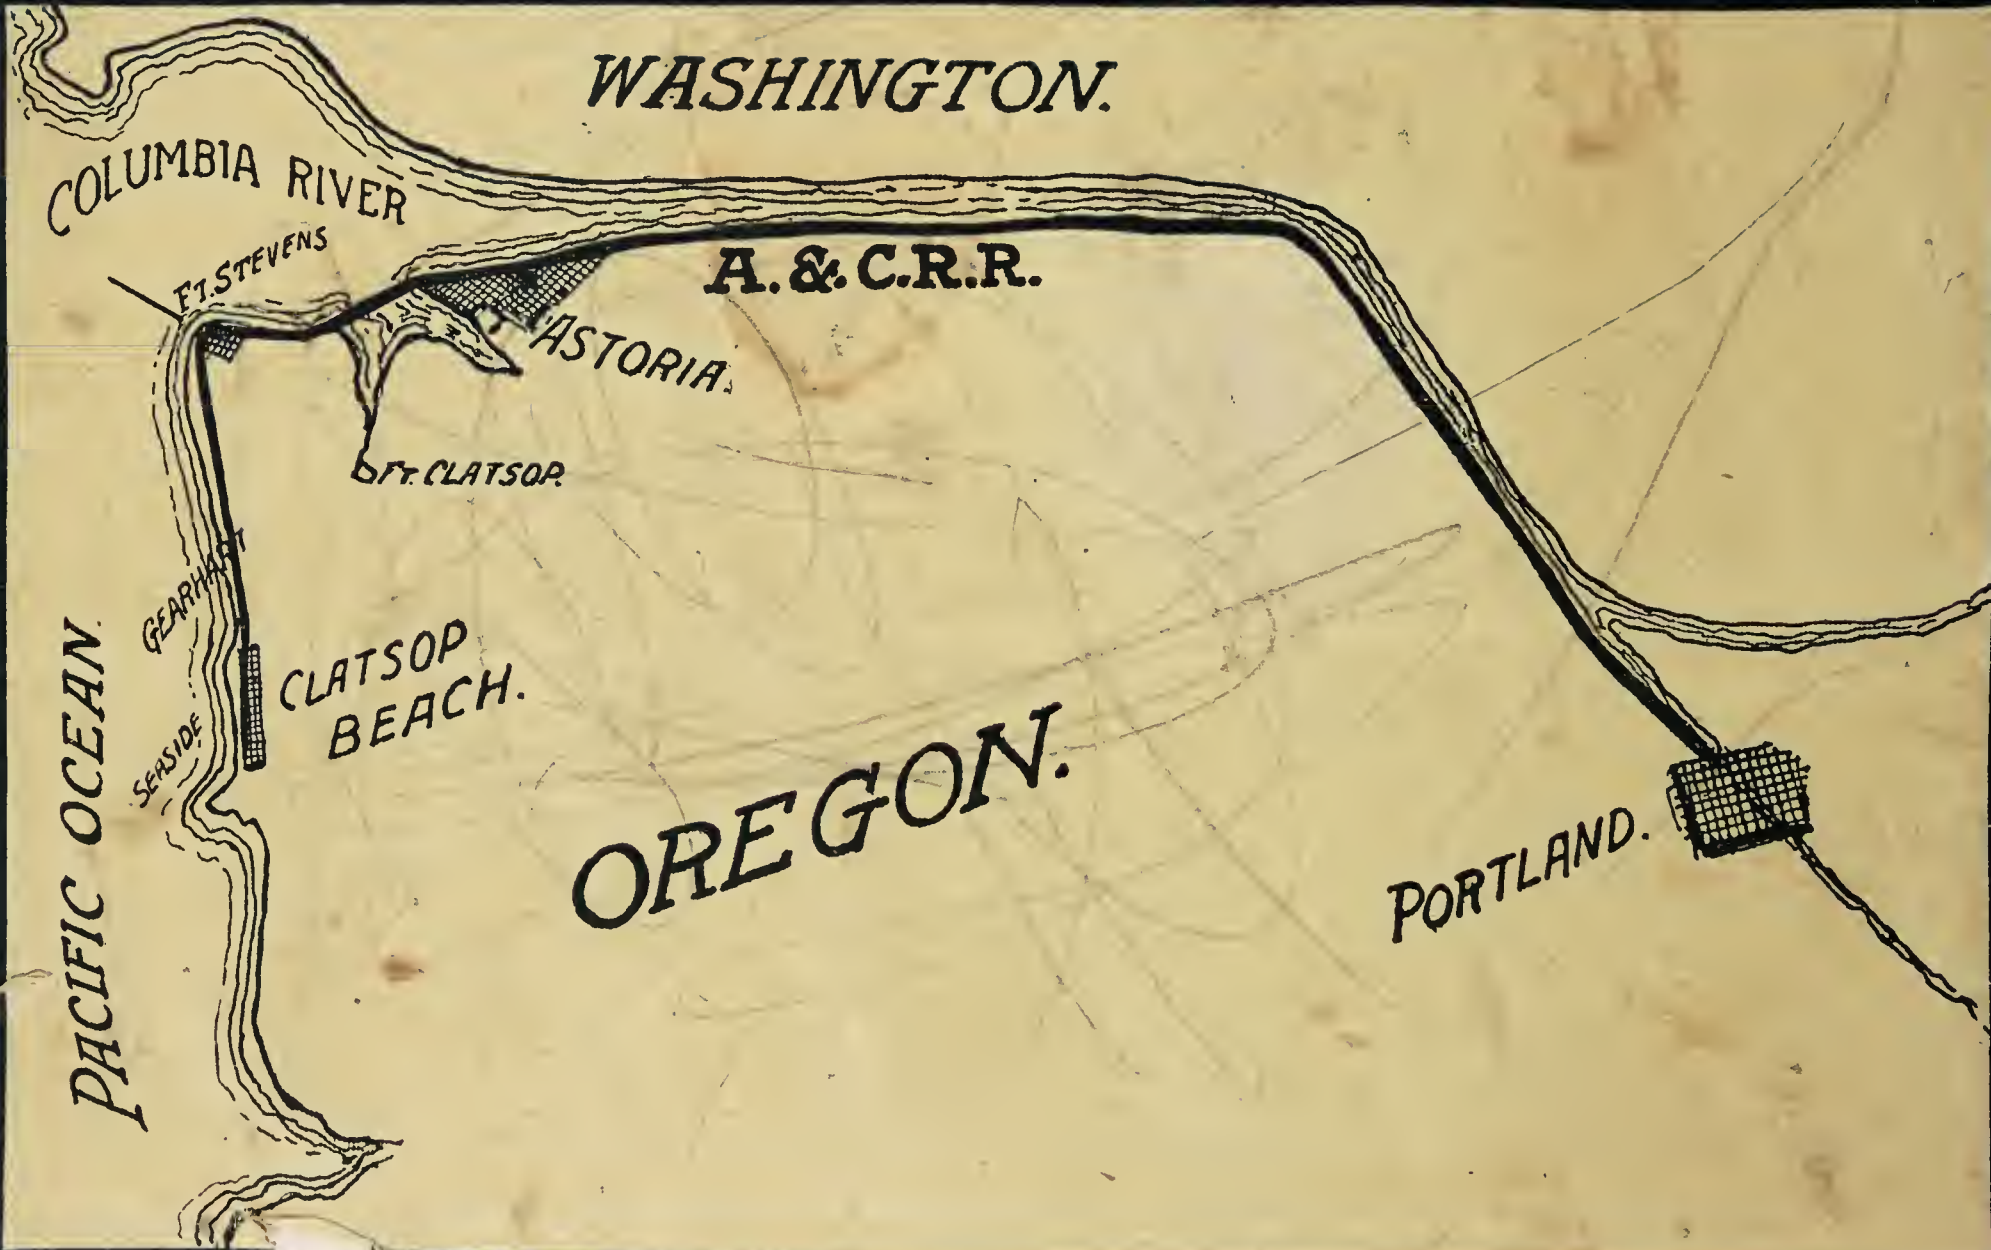 WASHINGTON.
COLUMBIA RIVER
FT. STEVENS
A. & C.R.R.
ASTORIA.
FT. CLATSOP.
GEARHART
CLATSOP
BEACH.
SEASIDE
PACIFIC OCEAN.
OREGON.
PORTLAND.